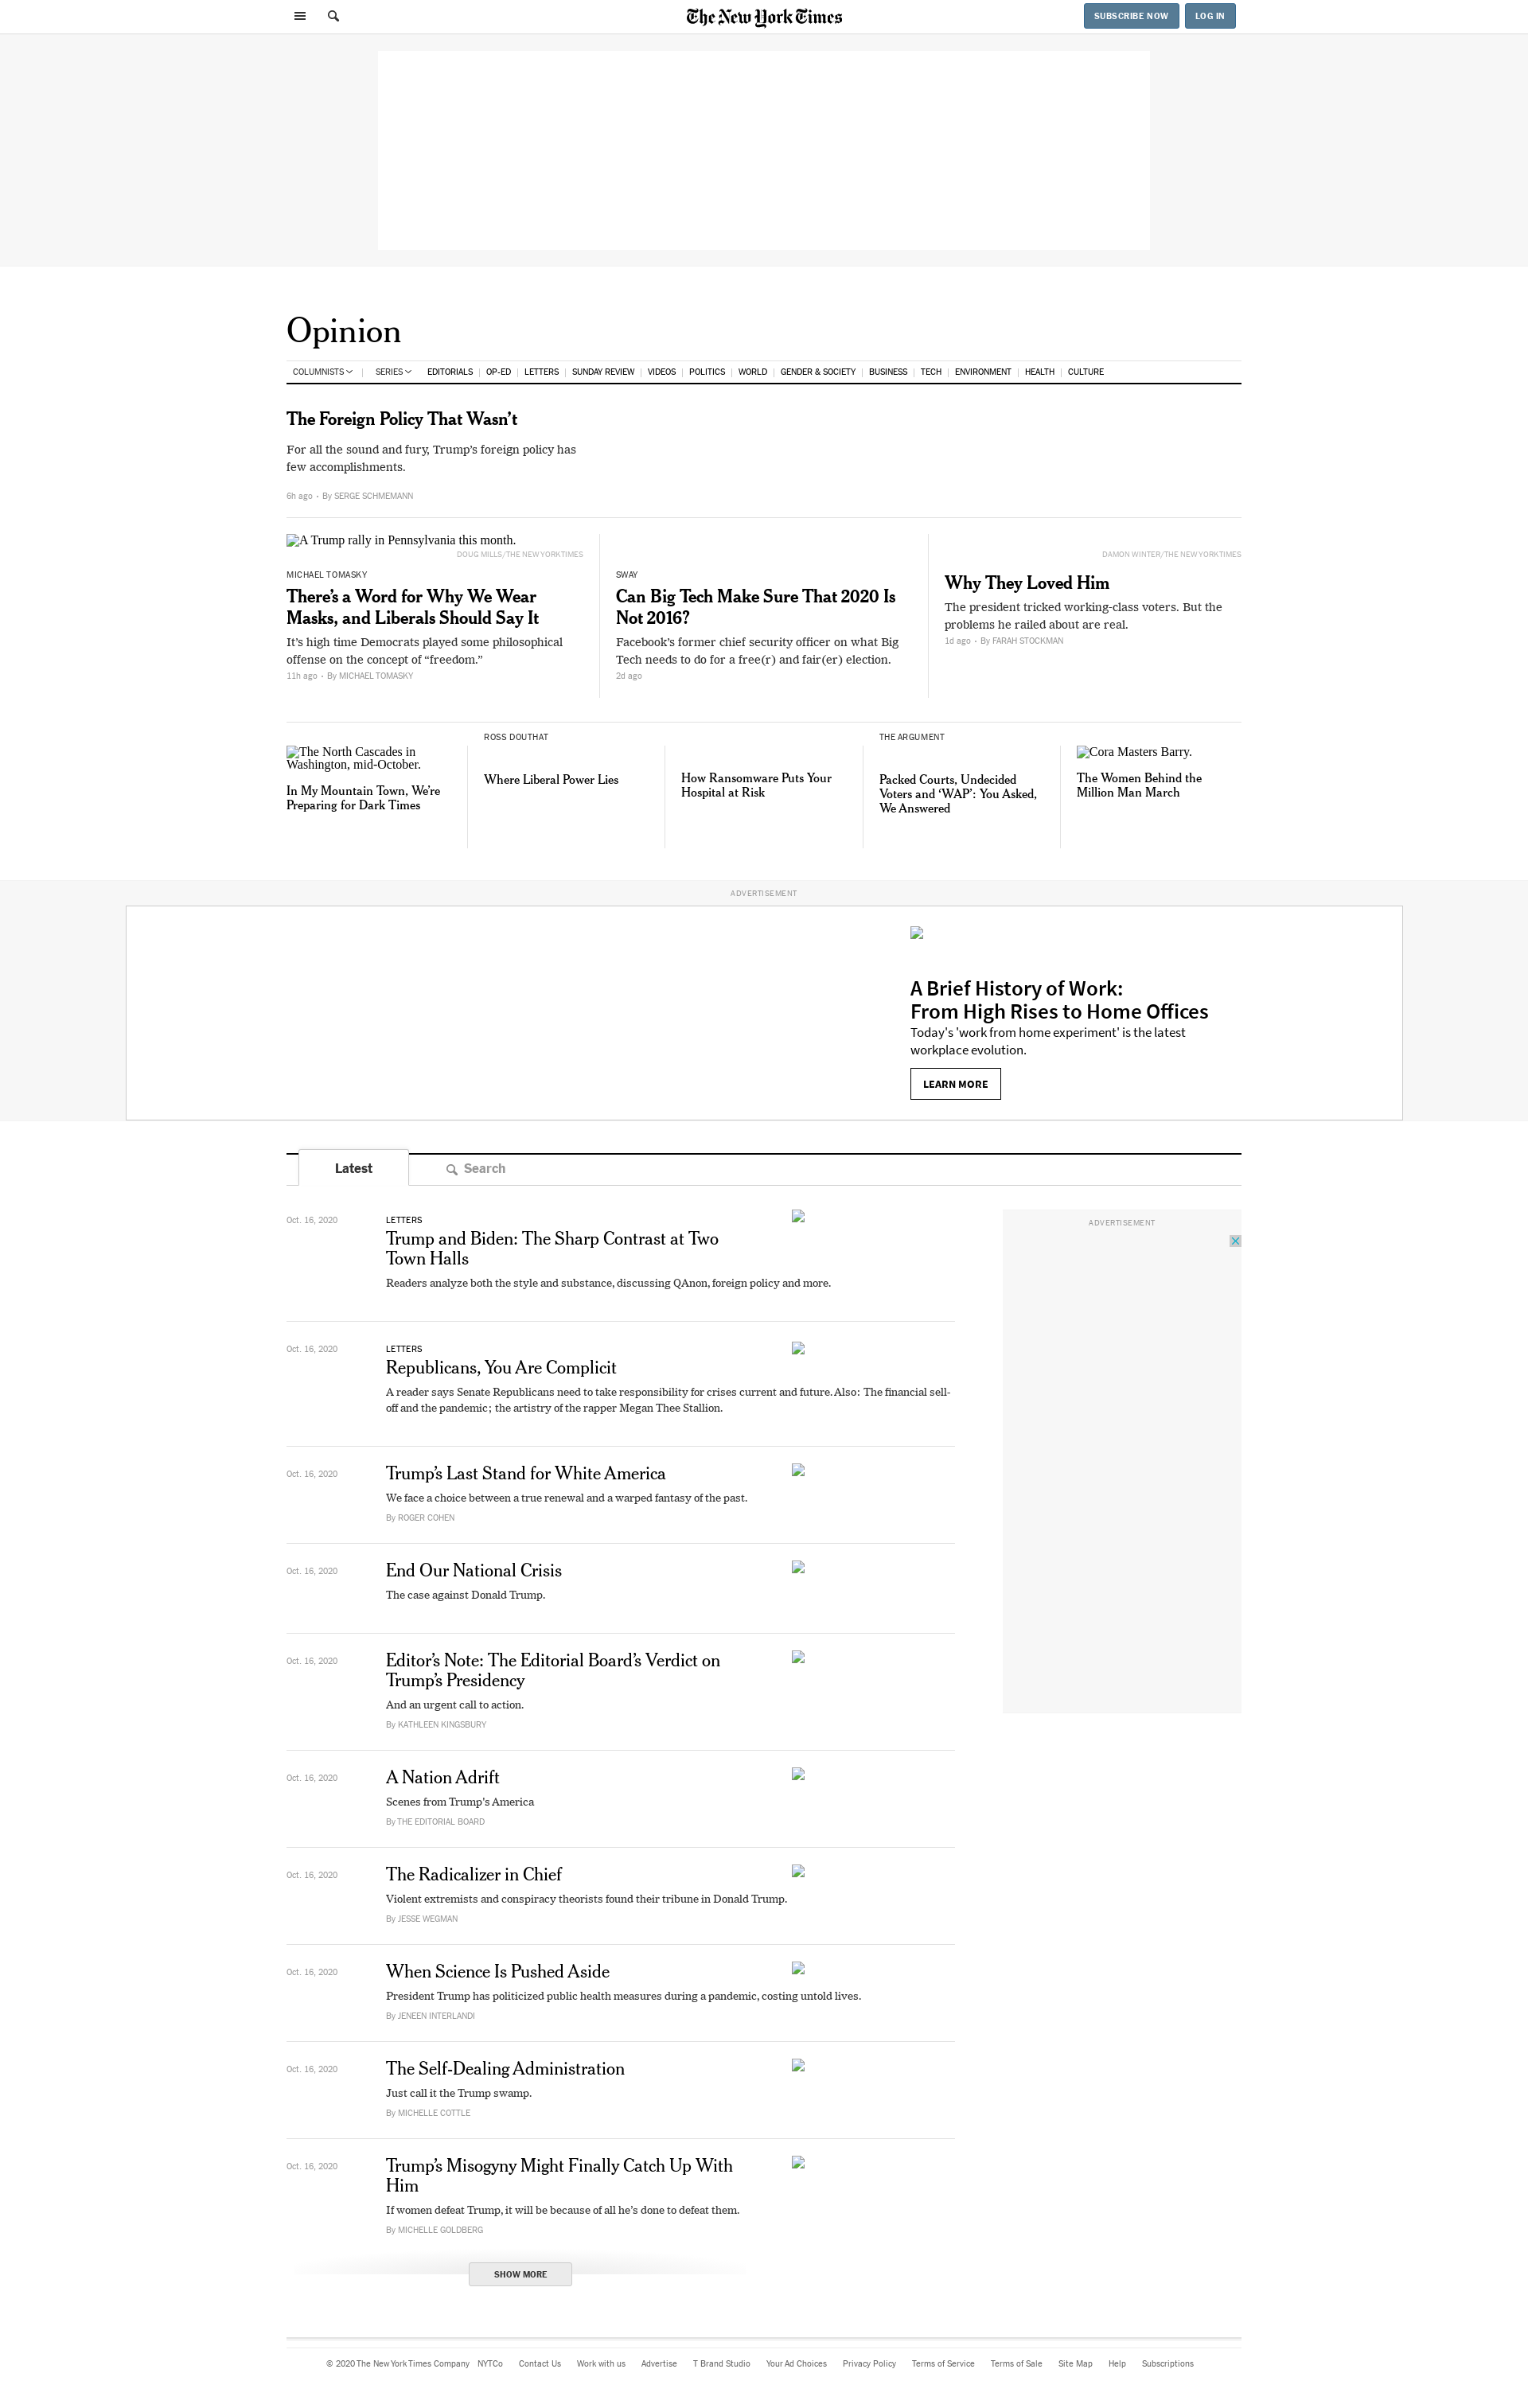 The New York Times
SUBSCRIBE NOW
LOG IN
Opinion
COLUMNISTS
SERIES
EDITORIALS
OP-ED
LETTERS
SUNDAY REVIEW
VIDEOS
POLITICS
WORLD
GENDER & SOCIETY
BUSINESS
TECH
ENVIRONMENT
HEALTH
CULTURE
The Foreign Policy That Wasn’t
For all the sound and fury, Trump’s foreign policy has
few accomplishments.
6h ago • By SERGE SCHMEMANN
A Trump rally in Pennsylvania this month.
DOUG MILLS/THE NEW YORK TIMES
MICHAEL TOMASKY
There’s a Word for Why We Wear
Masks, and Liberals Should Say It
It’s high time Democrats played some philosophical
offense on the concept of “freedom.”
11h ago • By MICHAEL TOMASKY
SWAY
Can Big Tech Make Sure That 2020 Is
Not 2016?
Facebook’s former chief security officer on what Big
Tech needs to do for a free(r) and fair(er) election.
2d ago
DAMON WINTER/THE NEW YORK TIMES
Why They Loved Him
The president tricked working-class voters. But the
problems he railed about are real.
1d ago • By FARAH STOCKMAN
The North Cascades in
Washington, mid-October.
In My Mountain Town, We’re
Preparing for Dark Times
ROSS DOUTHAT
Where Liberal Power Lies
How Ransomware Puts Your
Hospital at Risk
THE ARGUMENT
Packed Courts, Undecided
Voters and ‘WAP’: You Asked,
We Answered
Cora Masters Barry.
The Women Behind the
Million Man March
ADVERTISEMENT
A Brief History of Work:
From High Rises to Home Offices
Today's 'work from home experiment' is the latest
workplace evolution.
LEARN MORE
Latest
Search
ADVERTISEMENT
Oct. 16, 2020
LETTERS
Trump and Biden: The Sharp Contrast at Two
Town Halls
Readers analyze both the style and substance, discussing QAnon, foreign policy and more.
Oct. 16, 2020
LETTERS
Republicans, You Are Complicit
A reader says Senate Republicans need to take responsibility for crises current and future. Also: The financial sell-
off and the pandemic; the artistry of the rapper Megan Thee Stallion.
Oct. 16, 2020
Trump’s Last Stand for White America
We face a choice between a true renewal and a warped fantasy of the past.
By ROGER COHEN
Oct. 16, 2020
End Our National Crisis
The case against Donald Trump.
Oct. 16, 2020
Editor’s Note: The Editorial Board’s Verdict on
Trump’s Presidency
And an urgent call to action.
By KATHLEEN KINGSBURY
Oct. 16, 2020
A Nation Adrift
Scenes from Trump’s America
By THE EDITORIAL BOARD
Oct. 16, 2020
The Radicalizer in Chief
Violent extremists and conspiracy theorists found their tribune in Donald Trump.
By JESSE WEGMAN
Oct. 16, 2020
When Science Is Pushed Aside
President Trump has politicized public health measures during a pandemic, costing untold lives.
By JENEEN INTERLANDI
Oct. 16, 2020
The Self-Dealing Administration
Just call it the Trump swamp.
By MICHELLE COTTLE
Oct. 16, 2020
Trump’s Misogyny Might Finally Catch Up With
Him
If women defeat Trump, it will be because of all he’s done to defeat them.
By MICHELLE GOLDBERG
SHOW MORE
© 2020 The New York Times Company NYTCo Contact Us Work with us Advertise T Brand Studio Your Ad Choices Privacy Policy Terms of Service Terms of Sale Site Map Help Subscriptions